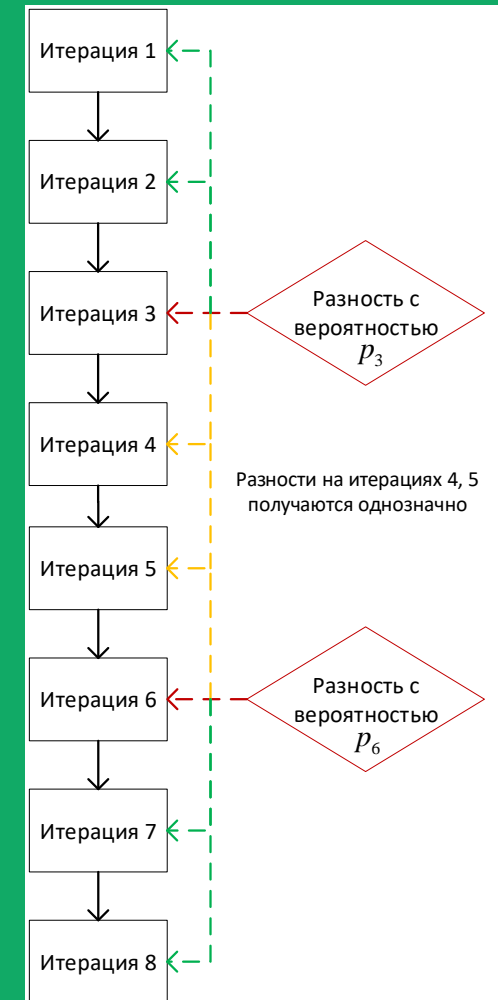 Итерация 1
Итерация 2
Итерация 3
Разность с
вероятностью
p₃
Итерация 4
Разности на итерациях 4, 5
получаются однозначно
Итерация 5
Итерация 6
Разность с
вероятностью
p₆
Итерация 7
Итерация 8